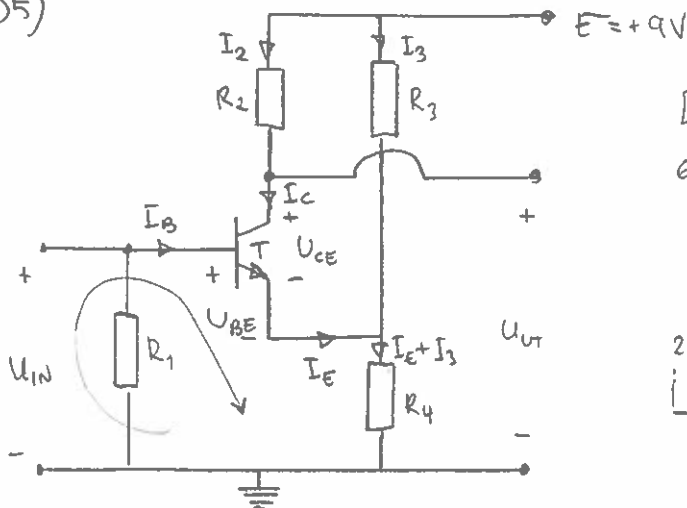 05)
E = +9V
I2
I3
R2
R3
IC
+
+
IB
T
UCE
+
+
-
UBE
-
UIN
R1
IE
IE+I3
UUT
R4
-
-